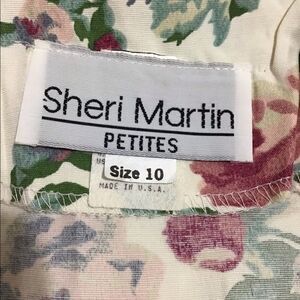 Sheri Martin
PETITES
Size 10
MADE IN U.S.A.